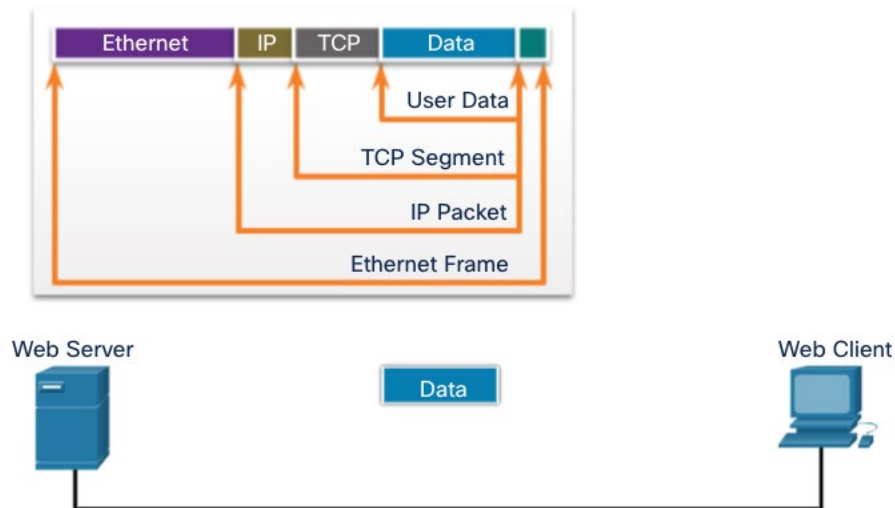 Ethernet IP TCP Data
User Data
TCP Segment
IP Packet
Ethernet Frame
Web Server
Web Client
Data